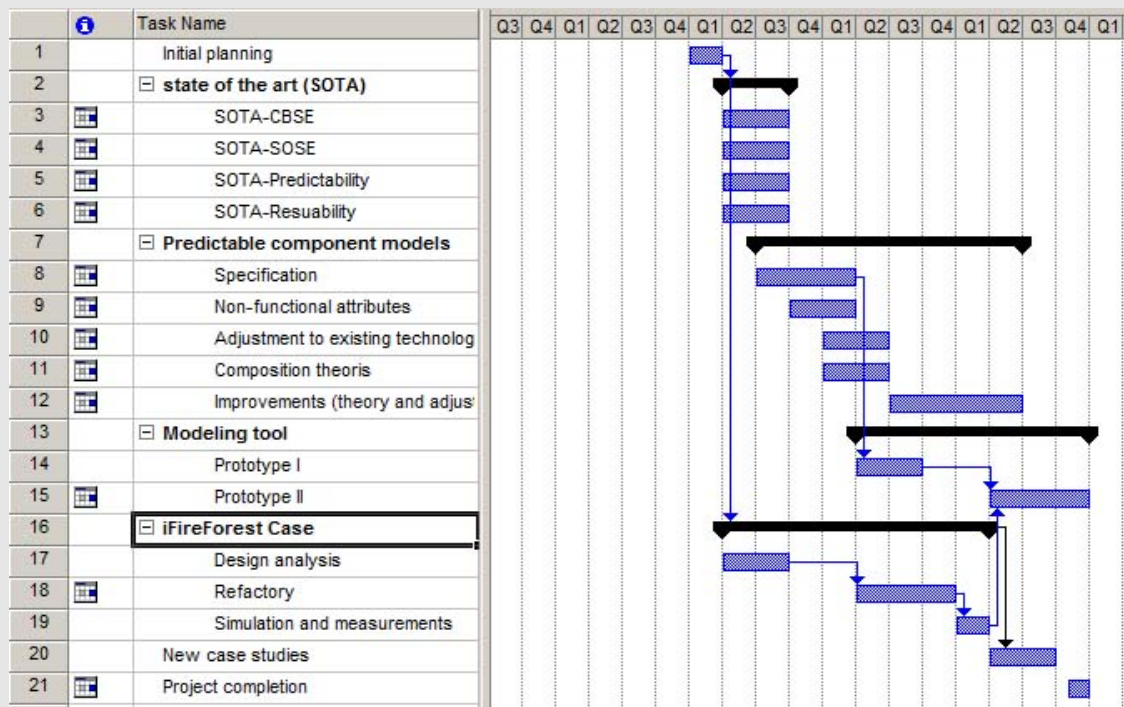 Task Name
Q3 Q4 Q1 Q2 Q3 Q4 Q1 Q2 Q3 Q4 Q1 Q2 Q3 Q4 Q1 Q2 Q3 Q4 Q1
1 Initial planning
2 state of the art (SOTA)
3 SOTA-CBSE
4 SOTA-SOSE
5 SOTA-Predictability
6 SOTA-Resuability
7 Predictable component models
8 Specification
9 Non-functional attributes
10 Adjustment to existing technolog
11 Composition theoris
12 Improvements (theory and adjus
13 Modeling tool
14 Prototype I
15 Prototype II
16 iFireForest Case
17 Design analysis
18 Refactory
19 Simulation and measurements
20 New case studies
21 Project completion